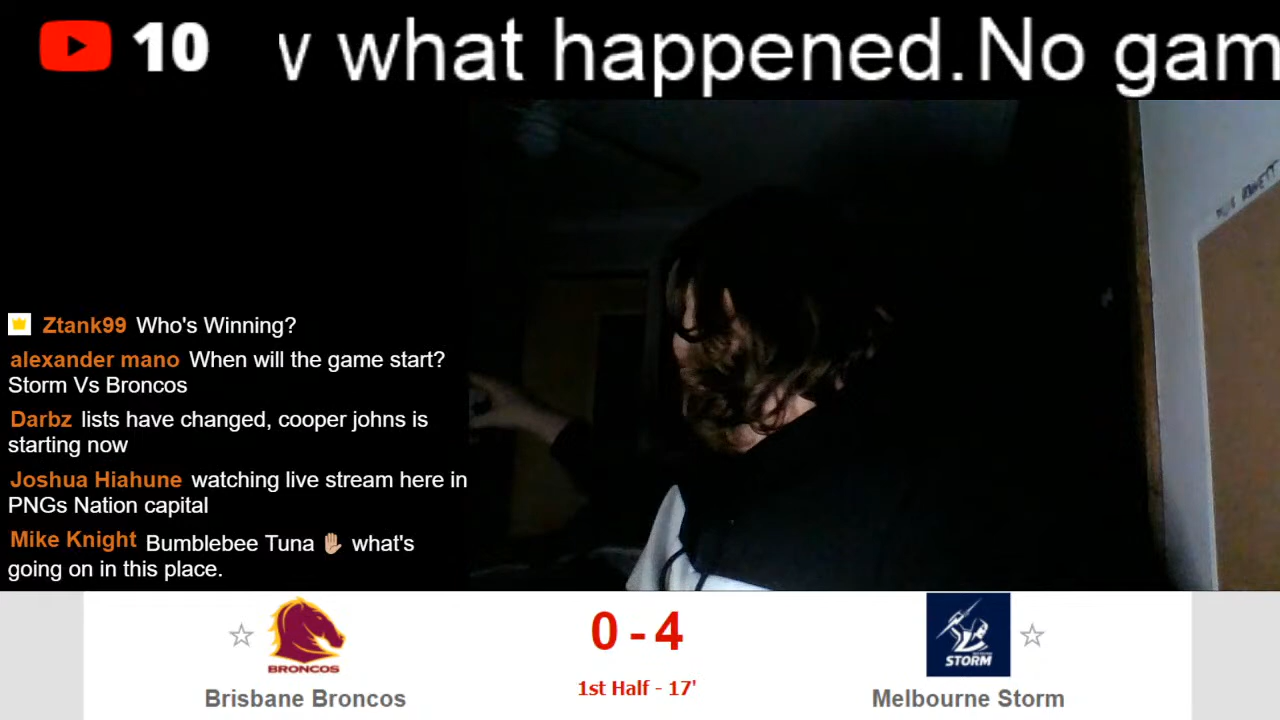 10
v what happened.No gam
Ztank99 Who's Winning?
alexander mano When will the game start?
Storm Vs Broncos
Darbz lists have changed, cooper johns is
starting now
Joshua Hiahune watching live stream here in
PNGs Nation capital
Mike Knight Bumblebee Tuna ✋🏼 what's
going on in this place.
BRONCOS
Brisbane Broncos
0 - 4
1st Half - 17'
STORM
Melbourne Storm